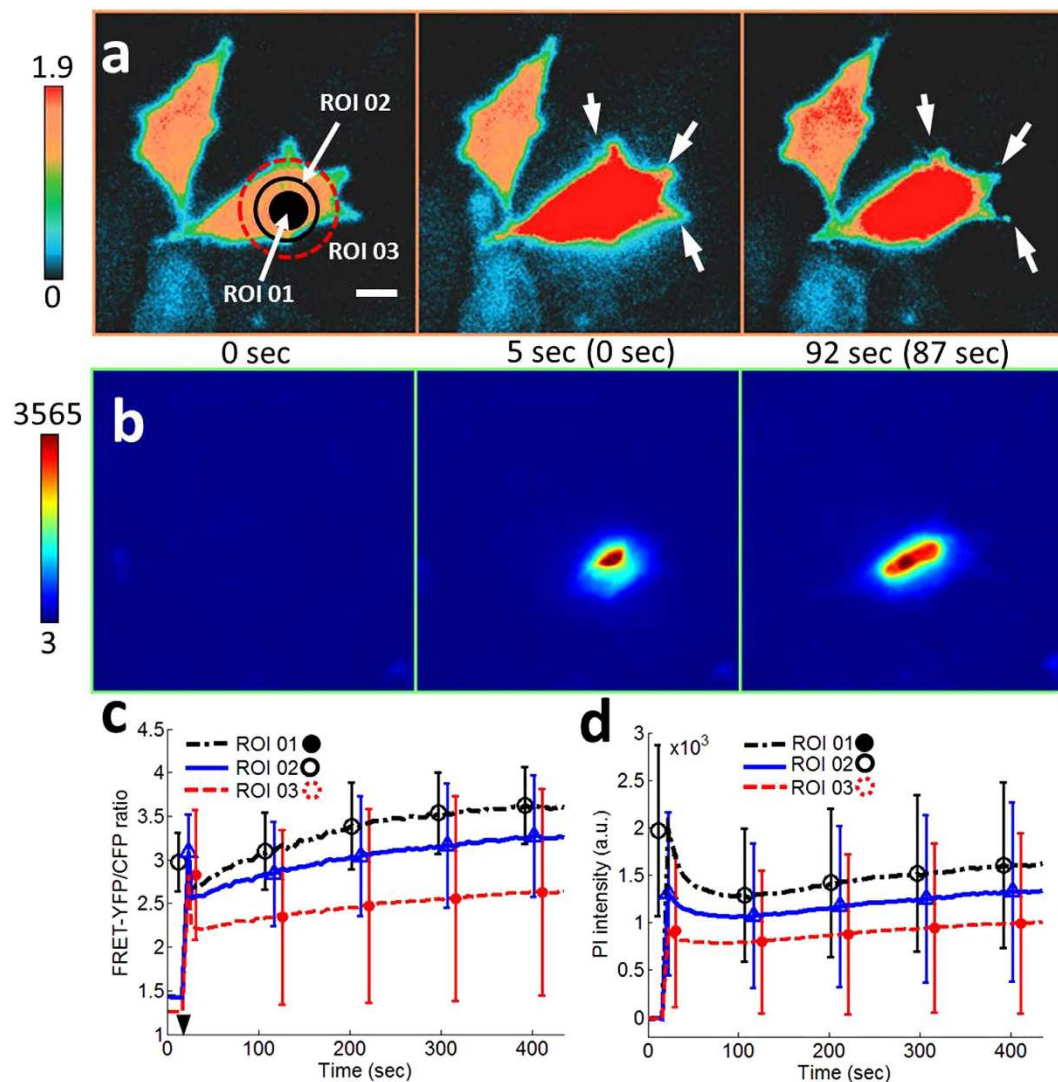 a
1.9
0
ROI 02
ROI 03
ROI 01
0 sec
5 sec (0 sec)
92 sec (87 sec)
b
3565
3
c
4.5
4
3.5
3
2.5
2
1.5
1
FRET-YFP/CFP ratio
ROI 01
ROI 02
ROI 03
0
100
200
300
400
Time (sec)
d
3
2.5
2
1.5
1
0.5
0
PI intensity (a.u.)
x10³
ROI 01
ROI 02
ROI 03
0
100
200
300
400
Time (sec)